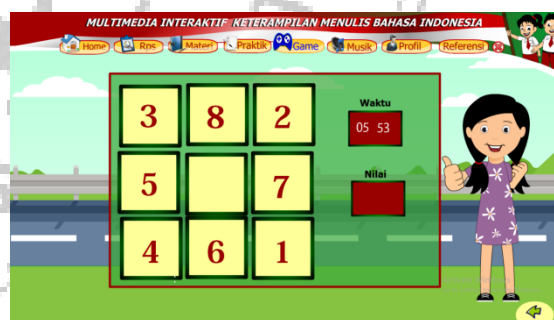 MULTIMEDIA INTERAKTIF KETERAMPILAN MENULIS BAHASA INDONESIA
Home Rps Materi Praktik Game Musik Profil Referensi
3 8 2
Waktu
05 53
5 7
Nilai
4 6 1